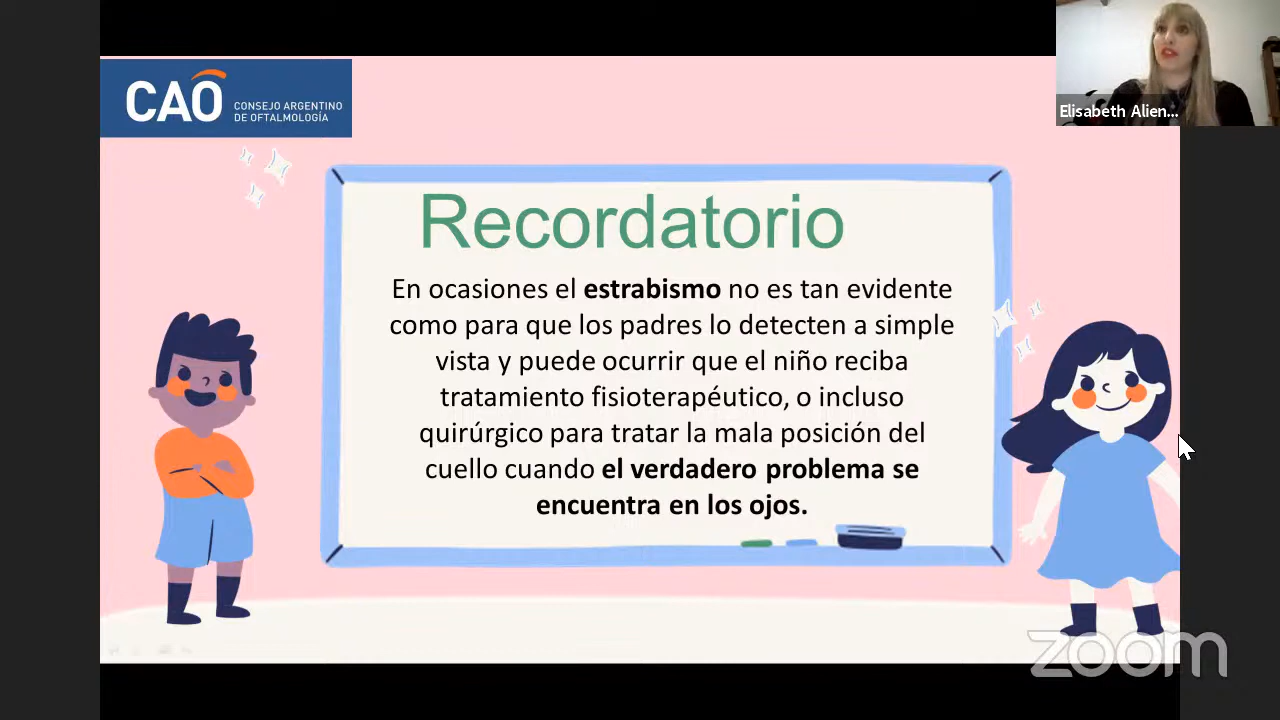 CAO CONSEJO ARGENTINO
DE OFTALMOLOGÍA
Elisabeth Alien...
Recordatorio
En ocasiones el estrabismo no es tan evidente
como para que los padres lo detecten a simple
vista y puede ocurrir que el niño reciba
tratamiento fisioterapéutico, o incluso
quirúrgico para tratar la mala posición del
cuello cuando el verdadero problema se
encuentra en los ojos.
zoom